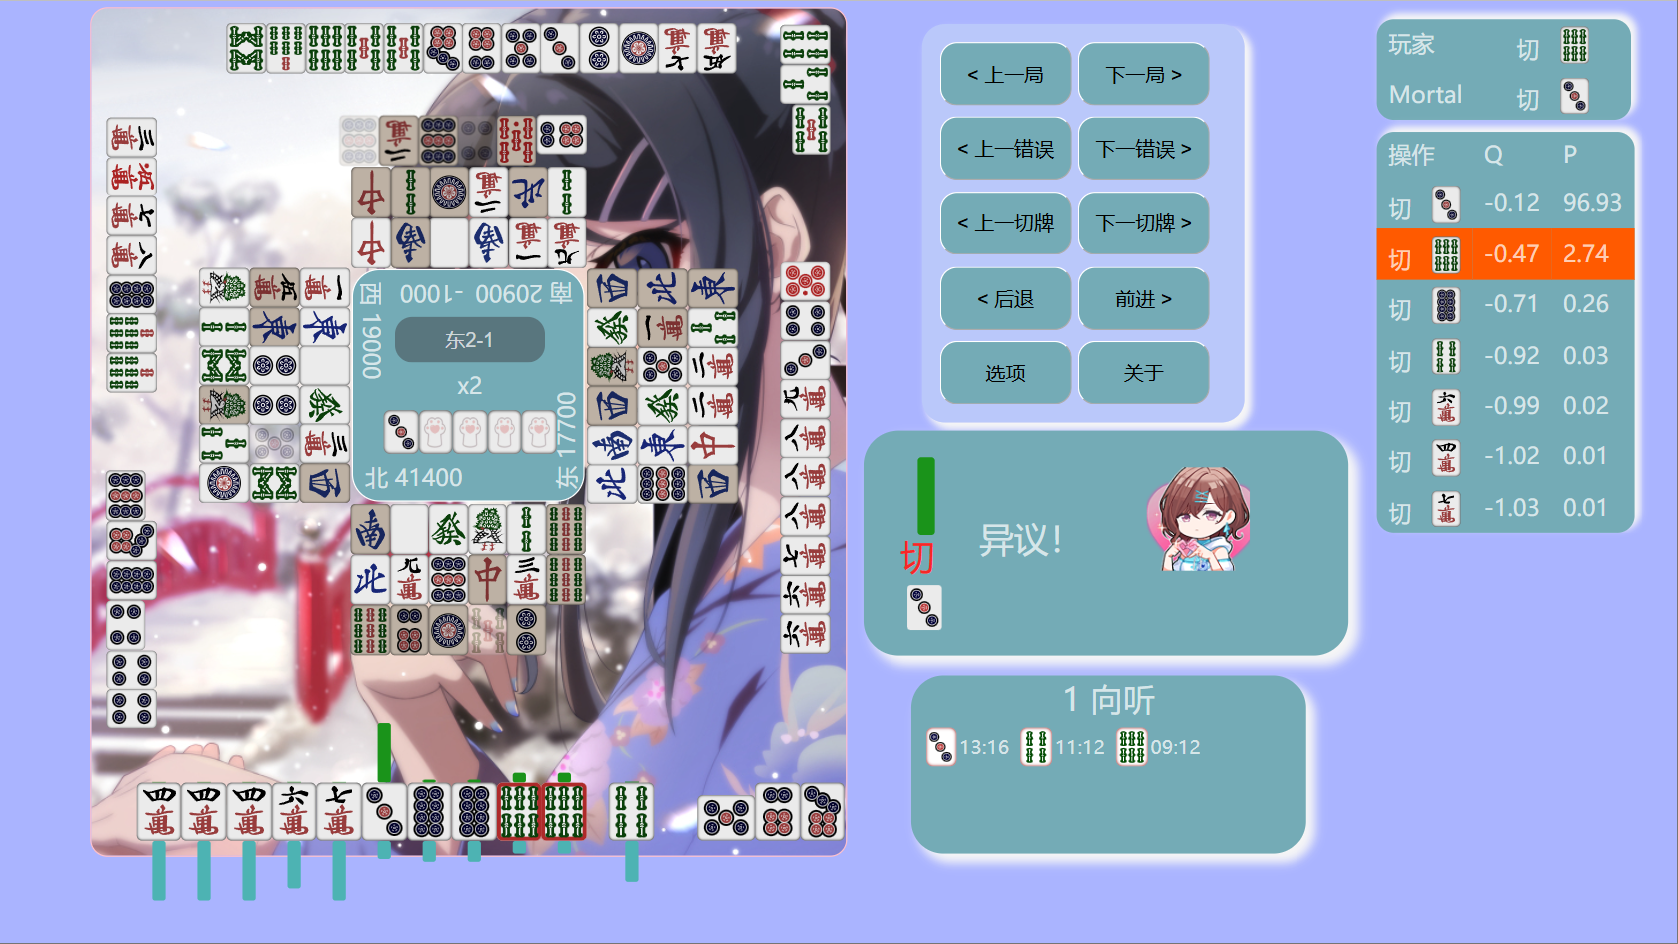 < 上一局
下一局 >
< 上一错误
下一错误 >
< 上一切牌
下一切牌 >
< 后退
前进 >
选项
关于
玩家
切
Mortal
切
操作 Q P
切 -0.12 96.93
切 -0.47 2.74
切 -0.71 0.26
切 -0.92 0.03
切 -0.99 0.02
切 -1.02 0.01
切 -1.03 0.01
南 20900 -1000
西 19000
东2-1
x2
东 17700
北 41400
切
异议！
1 向听
13:16
11:12
09:12